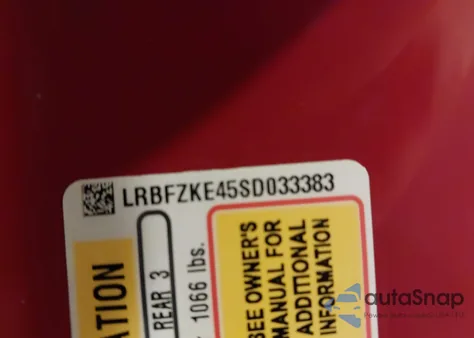 LRBFZKE45SD033383
ATION
REAR 3
1066 lbs.
SEE OWNER'S
MANUAL FOR
ADDITIONAL
INFORMATION
autaSnap